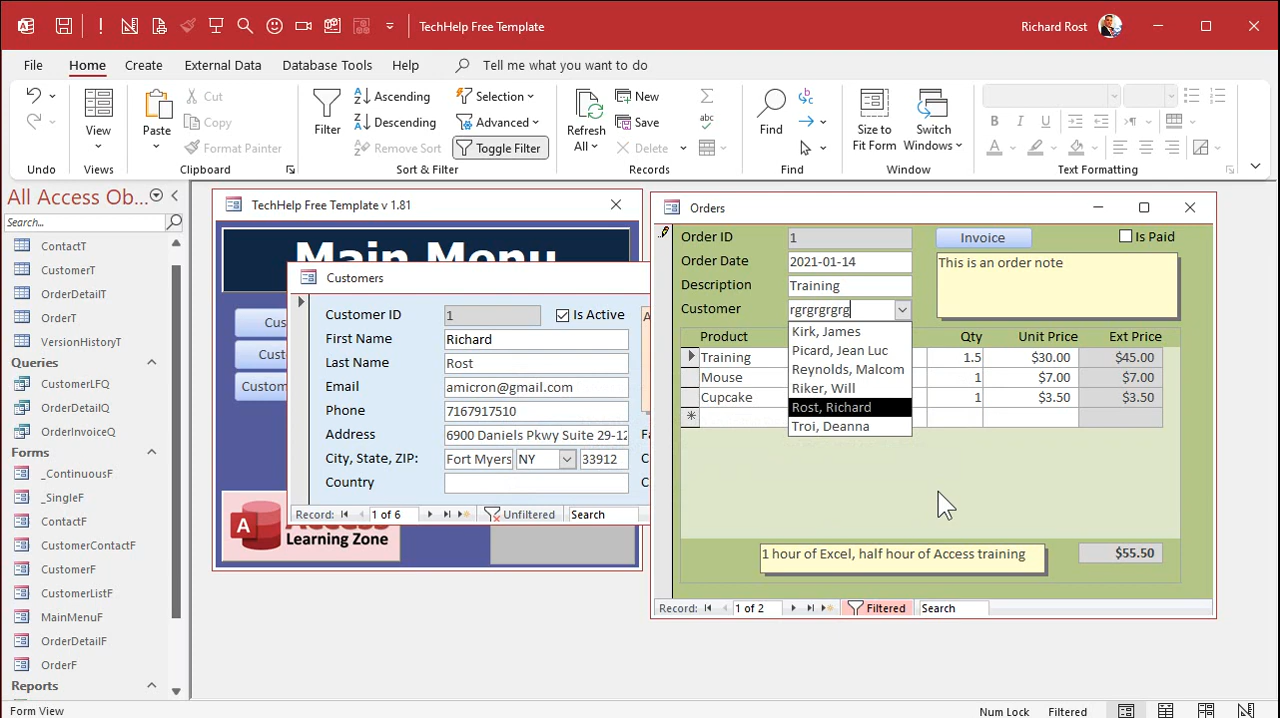 TechHelp Free Template
Richard Rost
File Home Create External Data Database Tools Help Tell me what you want to do
Undo
View
Views
Paste
Cut
Copy
Format Painter
Clipboard
Filter
Ascending
Descending
Remove Sort
Selection
Advanced
Toggle Filter
Sort & Filter
Refresh
All
New
Save
Delete
Records
Find
Find
Size to
Fit Form
Switch
Windows
Window
B I U
Text Formatting
All Access Ob...
Search...
ContactT
CustomerT
OrderDetailT
OrderT
VersionHistoryT
Queries
CustomerLFQ
OrderDetailQ
OrderInvoiceQ
Forms
_ContinuousF
_SingleF
ContactF
CustomerContactF
CustomerF
CustomerListF
MainMenuF
OrderDetailF
OrderF
Reports
TechHelp Free Template v 1.81
Main Menu
Cus
Cust
Custom
Access
Learning Zone
Customers
Customer ID 1 Is Active
First Name Richard
Last Name Rost
Email amicron@gmail.com
Phone 7167917510
Address 6900 Daniels Pkwy Suite 29-12
City, State, ZIP: Fort Myers NY 33912
Country
Record: 1 of 6 Unfiltered Search
Orders
Order ID 1 Invoice Is Paid
Order Date 2021-01-14 This is an order note
Description Training
Customer rgrgrgrgrg
Kirk, James
Picard, Jean Luc
Reynolds, Malcom
Riker, Will
Rost, Richard
Troi, Deanna
Product Qty Unit Price Ext Price
Training 1.5 $30.00 $45.00
Mouse 1 $7.00 $7.00
Cupcake 1 $3.50 $3.50
1 hour of Excel, half hour of Access training $55.50
Record: 1 of 2 Filtered Search
Form View
Num Lock Filtered